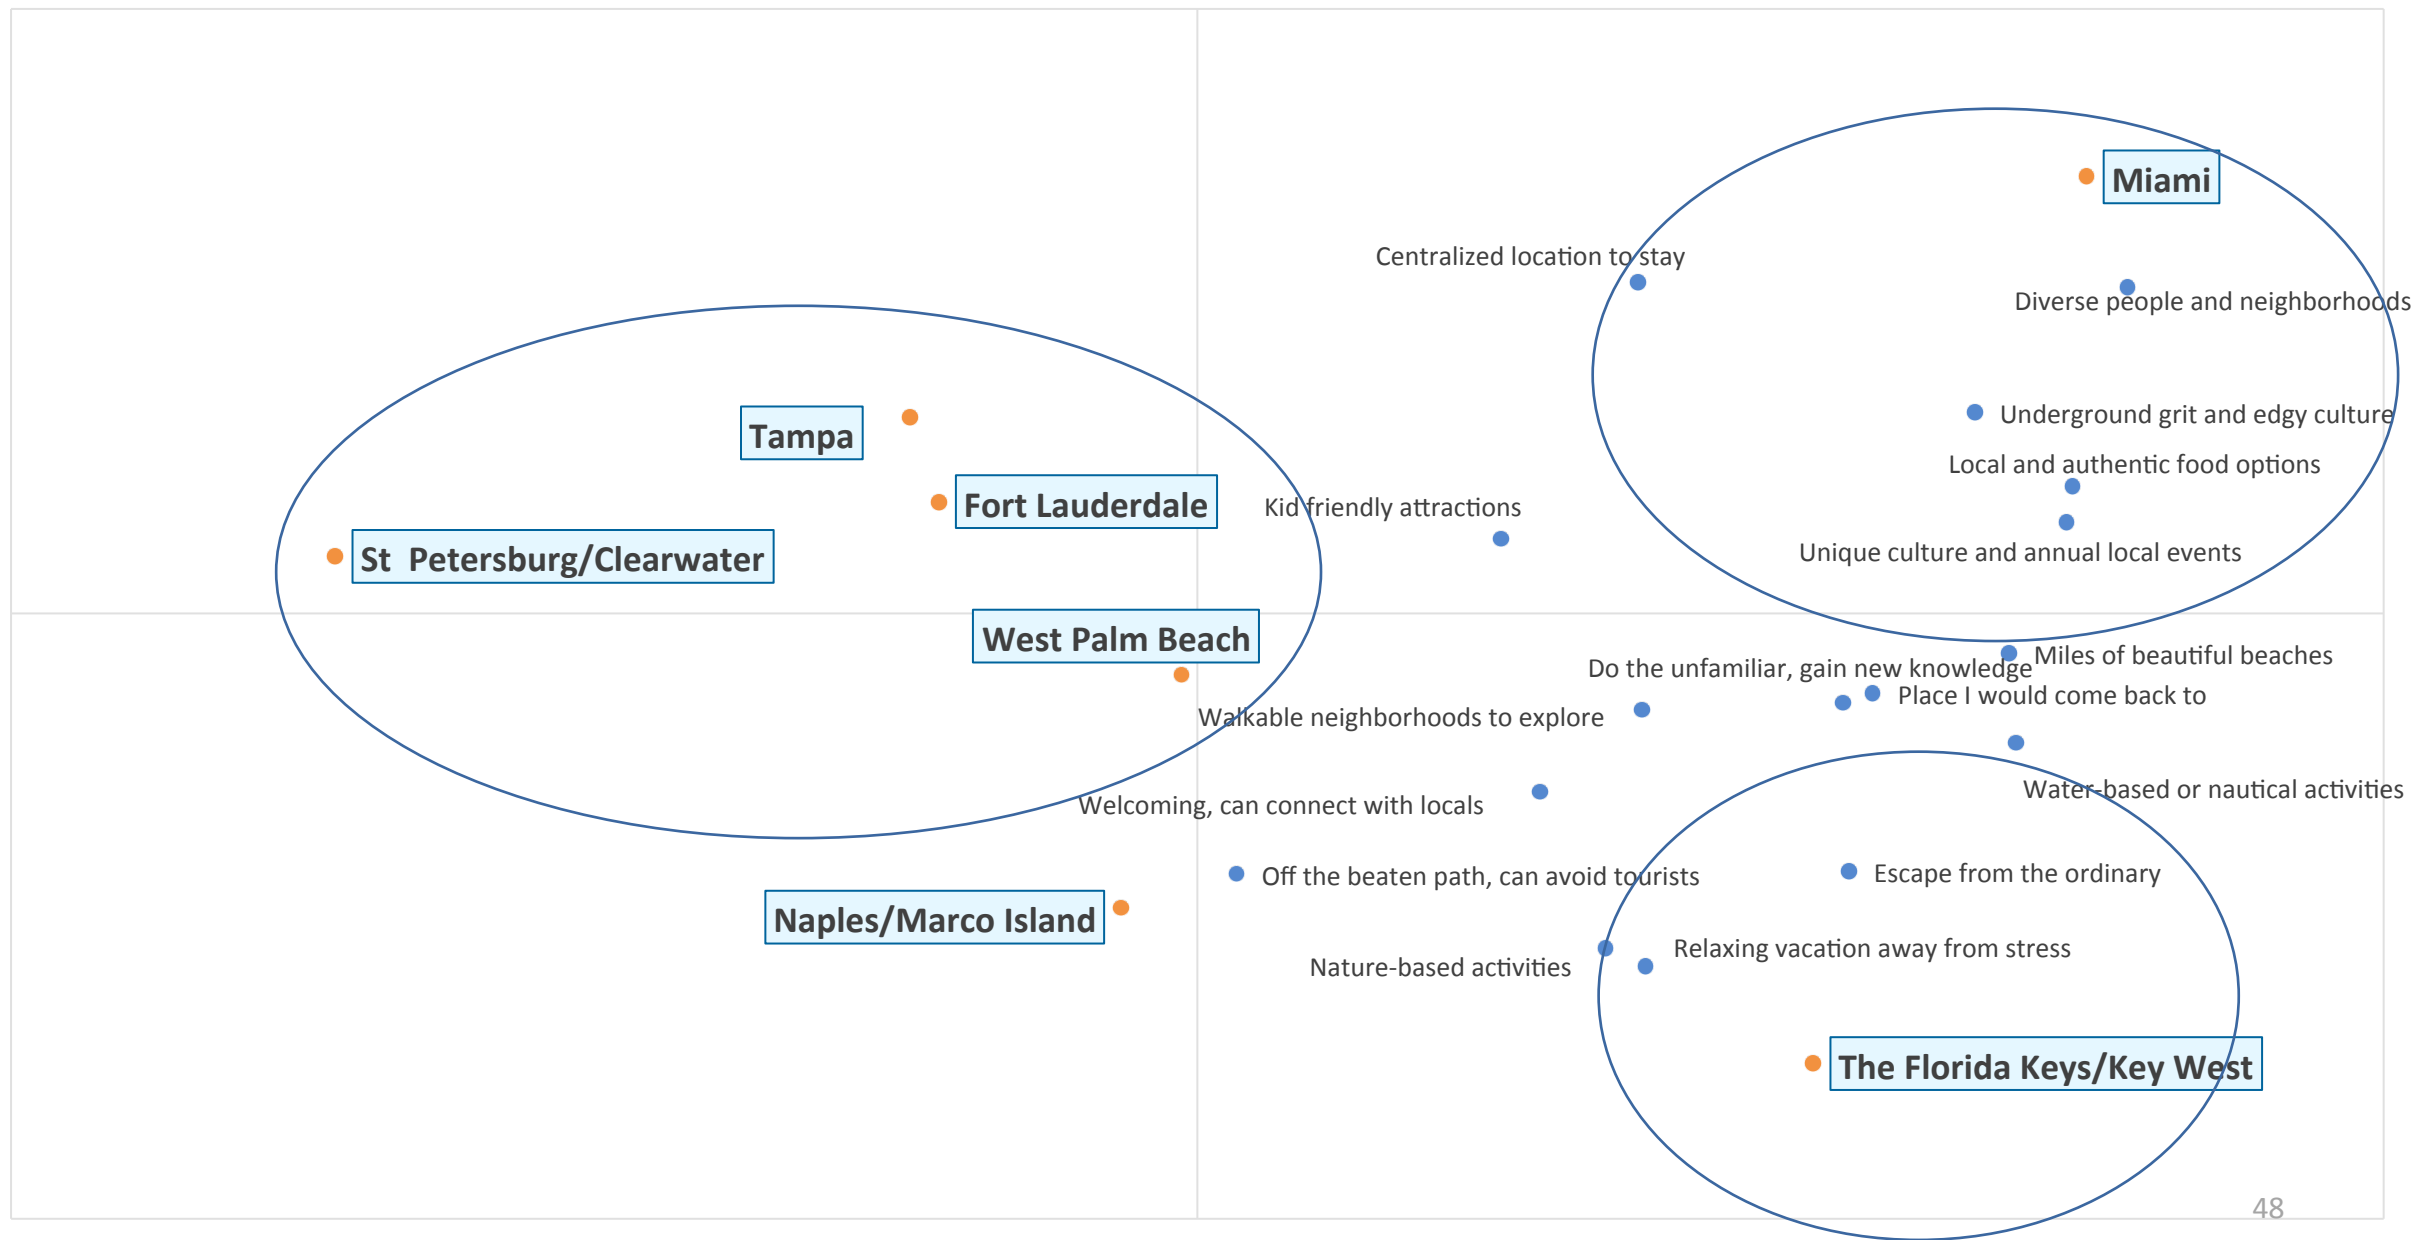 Miami
Centralized location to stay
Diverse people and neighborhoods
Tampa
Underground grit and edgy culture
Local and authentic food options
Fort Lauderdale
Kid friendly attractions
St  Petersburg/Clearwater
Unique culture and annual local events
West Palm Beach
Miles of beautiful beaches
Do the unfamiliar, gain new knowledge
Place I would come back to
Walkable neighborhoods to explore
Water-based or nautical activities
Welcoming, can connect with locals
Off the beaten path, can avoid tourists
Escape from the ordinary
Naples/Marco Island
Relaxing vacation away from stress
Nature-based activities
The Florida Keys/Key West
48